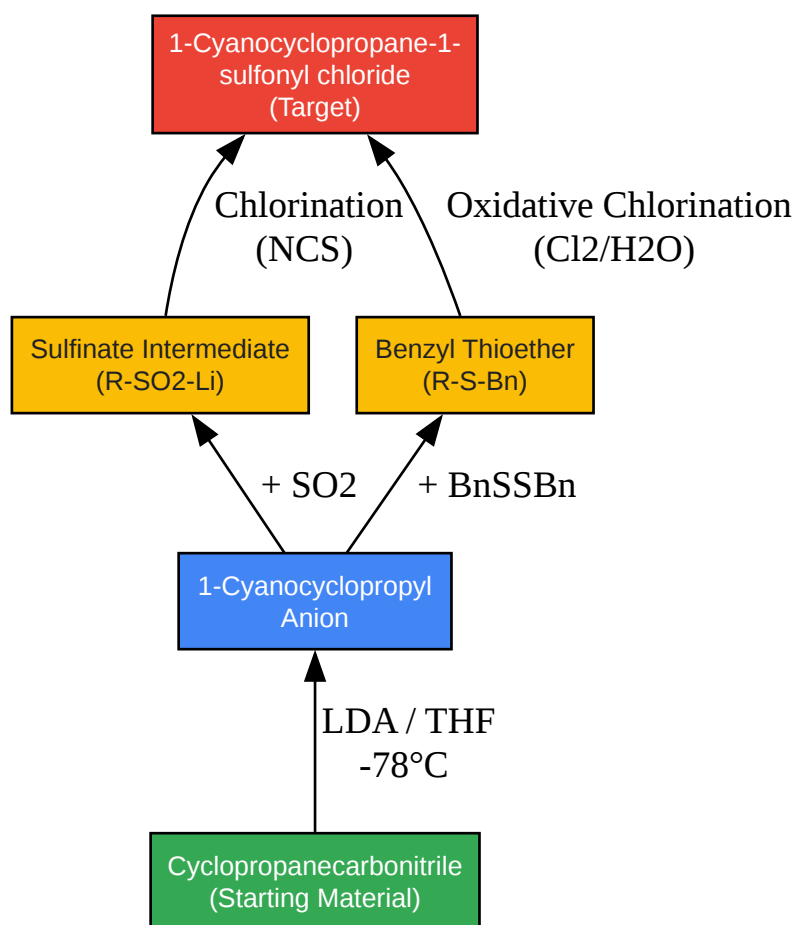 1-Cyanocyclopropane-1-
sulfonyl chloride
(Target)
Chlorination
(NCS)
Oxidative Chlorination
(Cl2/H2O)
Sulfinate Intermediate
(R-SO2-Li)
Benzyl Thioether
(R-S-Bn)
+ SO2
+ BnSSBn
1-Cyanocyclopropyl
Anion
LDA / THF
-78°C
Cyclopropanecarbonitrile
(Starting Material)